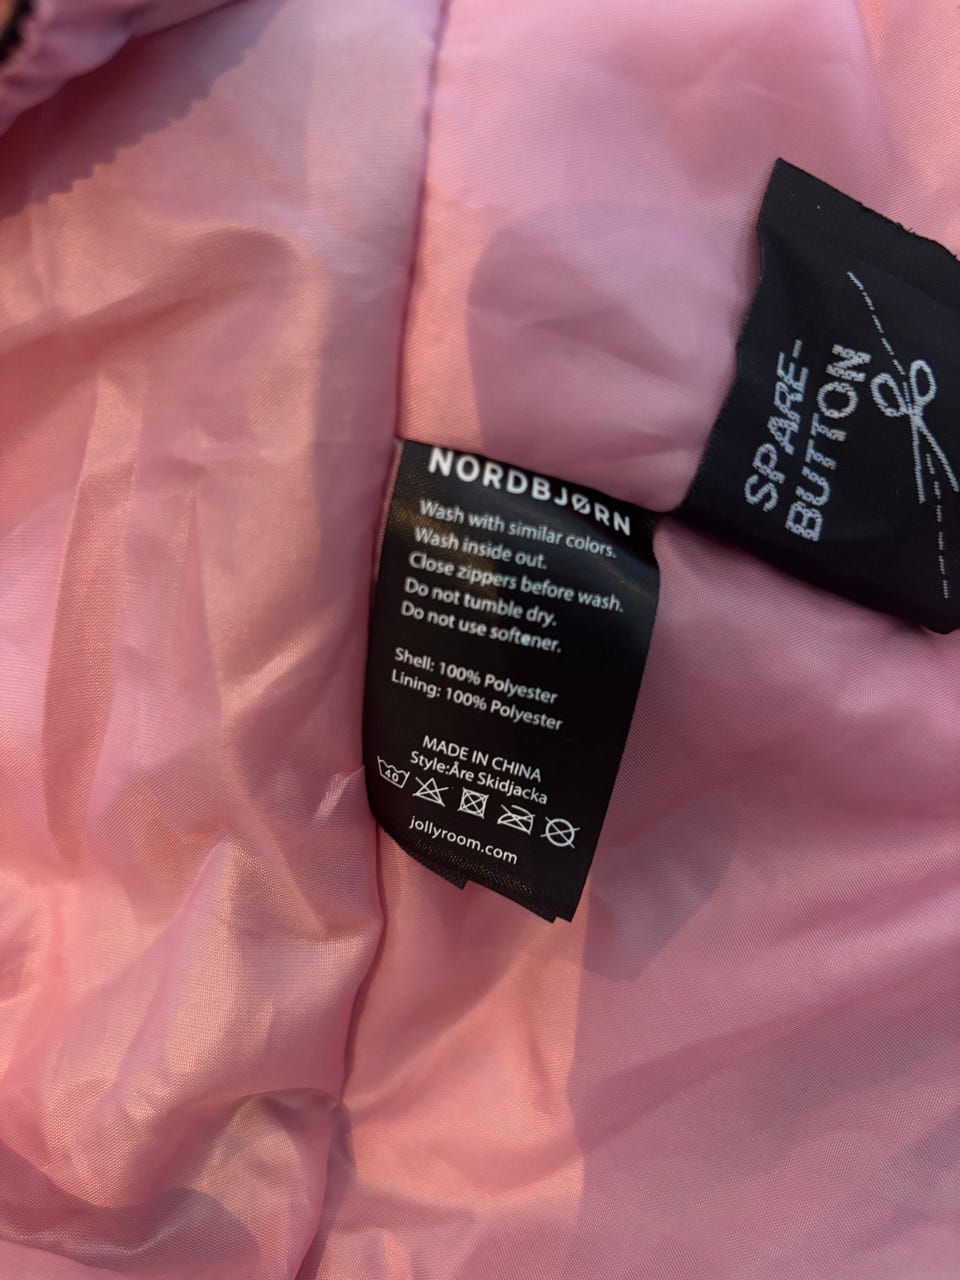 NORDBJØRN
Wash with similar colors.
Wash inside out.
Close zippers before wash.
Do not tumble dry.
Do not use softener.
Shell: 100% Polyester
Lining: 100% Polyester
MADE IN CHINA
Style:Åre Skidjacka
40
jollyroom.com
SPARE-
BUTTON